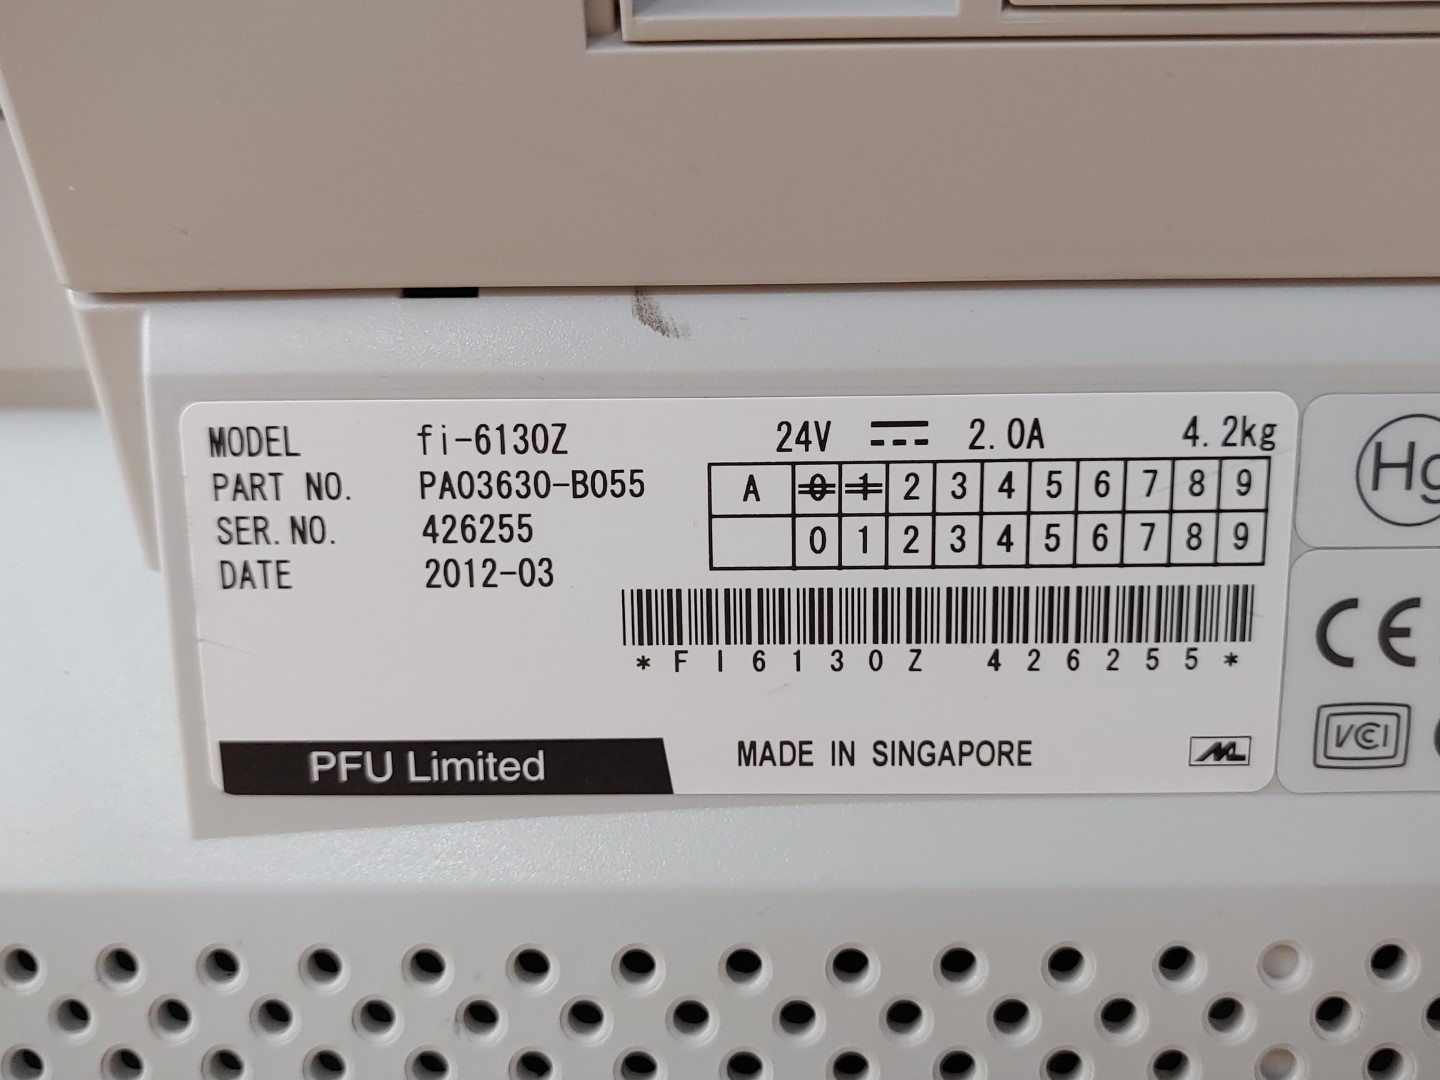 MODEL fi-6130Z 24V 2.0A 4.2kg
PART NO. PA03630-B055
SER. NO. 426255
DATE 2012-03
A 0 1 2 3 4 5 6 7 8 9
0 1 2 3 4 5 6 7 8 9
*FI6130Z 426255*
PFU Limited MADE IN SINGAPORE
Hg
CE
VCCI